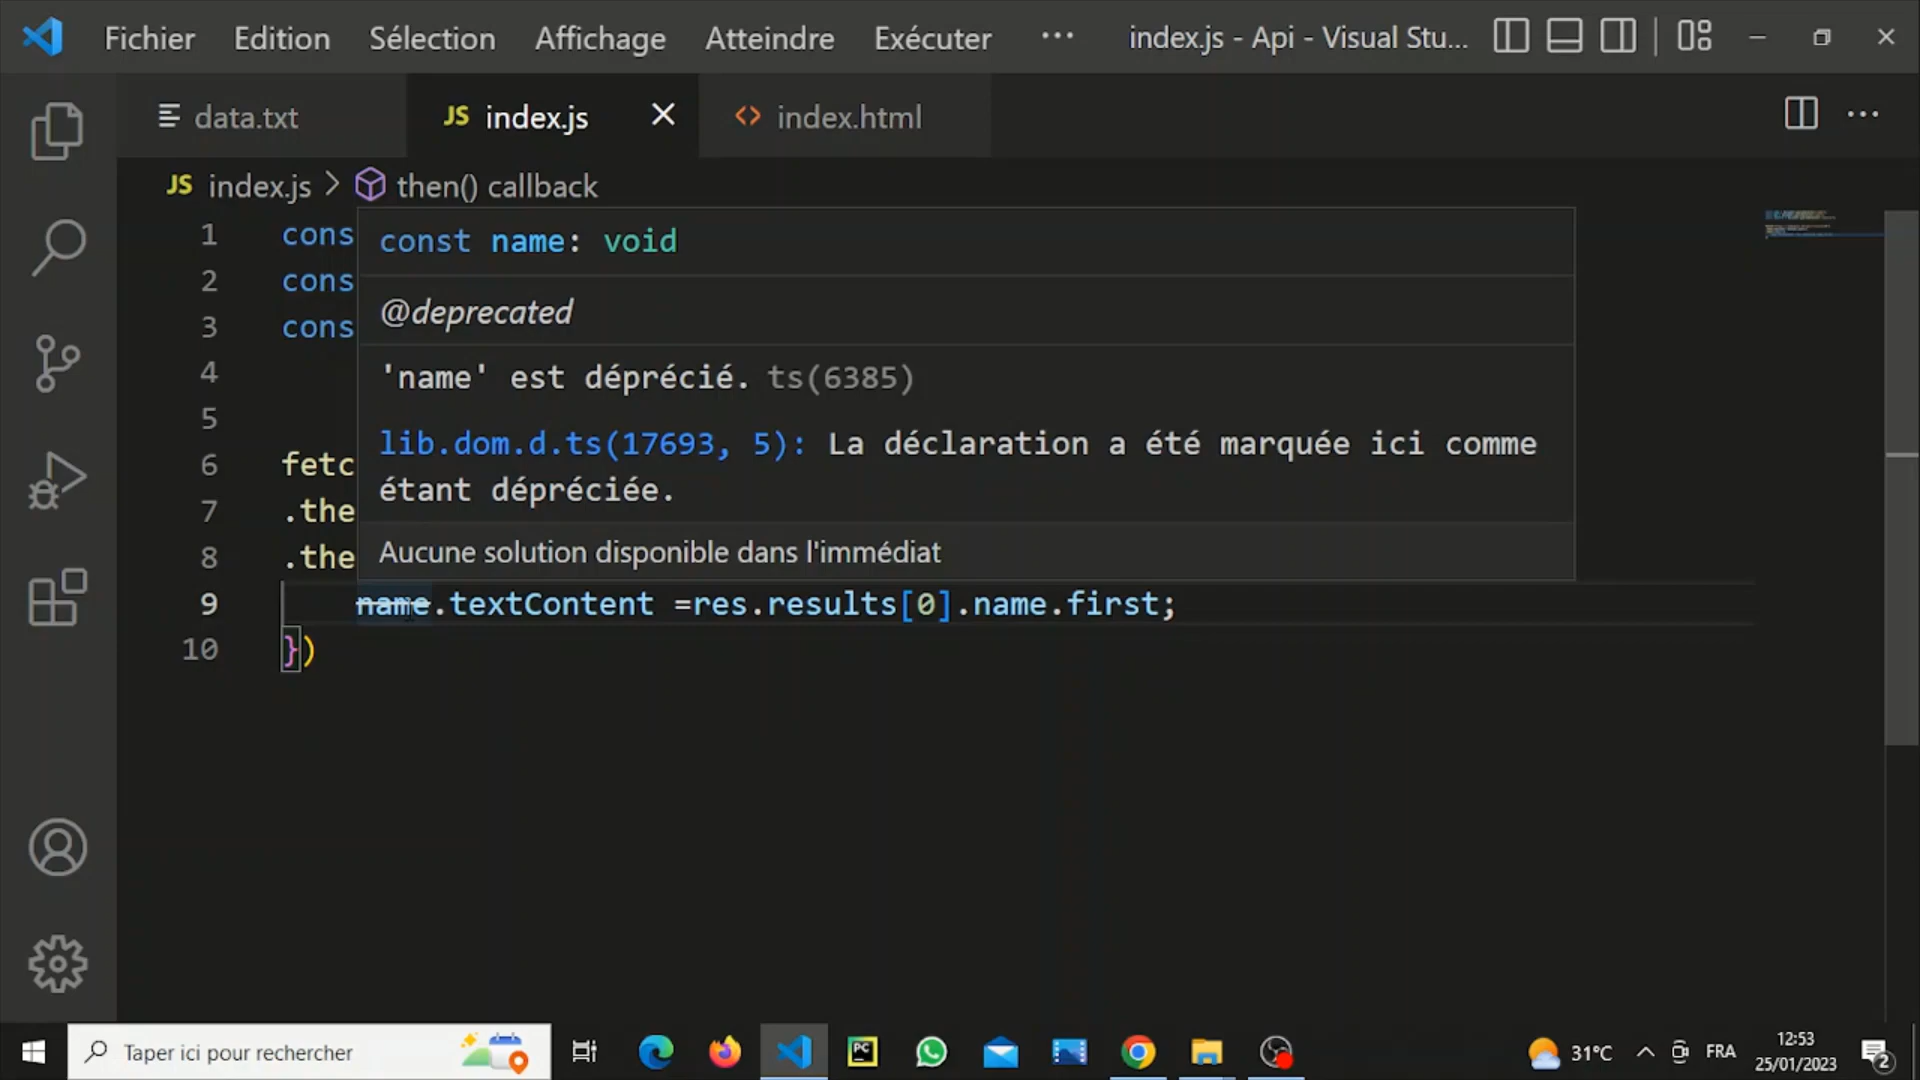 Fichier Edition Sélection Affichage Atteindre Exécuter ··· index.js - Api - Visual Stu...
data.txt JS index.js <> index.html ···
JS index.js > then() callback
1 cons
const name: void
2 cons
@deprecated
3 cons
4
'name' est déprécié. ts(6385)
5
lib.dom.d.ts(17693, 5): La déclaration a été marquée ici comme
6 fetc
étant dépréciée.
7 .the
8 .the
Aucune solution disponible dans l'immédiat
9 name.textContent =res.results[0].name.first;
10 })
Taper ici pour rechercher PC 31°C FRA 12:53
25/01/2023 2